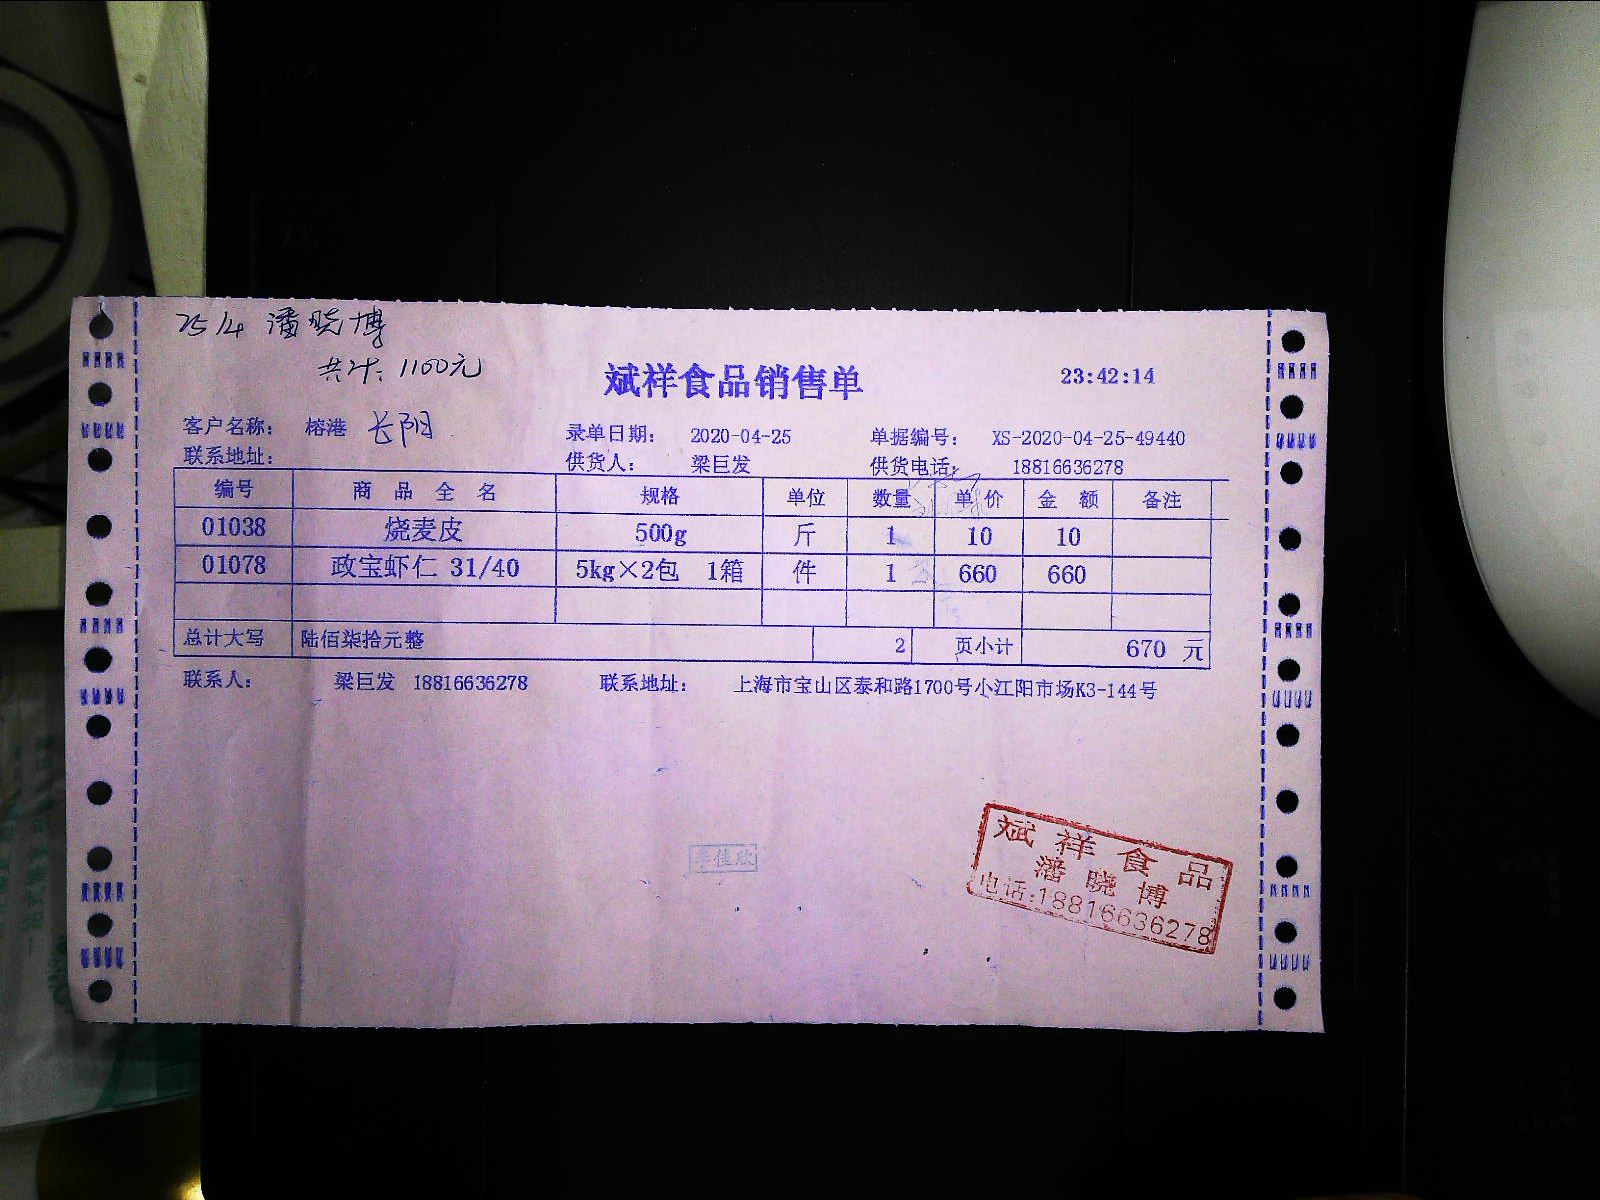 25/4 潘晓博
共计: 1100元
斌祥食品销售单 23:42:14
客户名称: 榕港 长阳 录单日期: 2020-04-25 单据编号: XS-2020-04-25-49440
联系地址: 供货人: 梁巨发 供货电话: 18816636278
编号 商品全名 规格 单位 数量 单价 金额 备注
01038 烧麦皮 500g 斤 1 10 10
01078 政宝虾仁 31/40 5kg×2包 1箱 件 1 660 660
总计大写 陆佰柒拾元整 2 页小计 670 元
联系人: 梁巨发 18816636278 联系地址: 上海市宝山区泰和路1700号小江阳市场K3-144号
斌祥食品
潘晓博
电话:18816636278